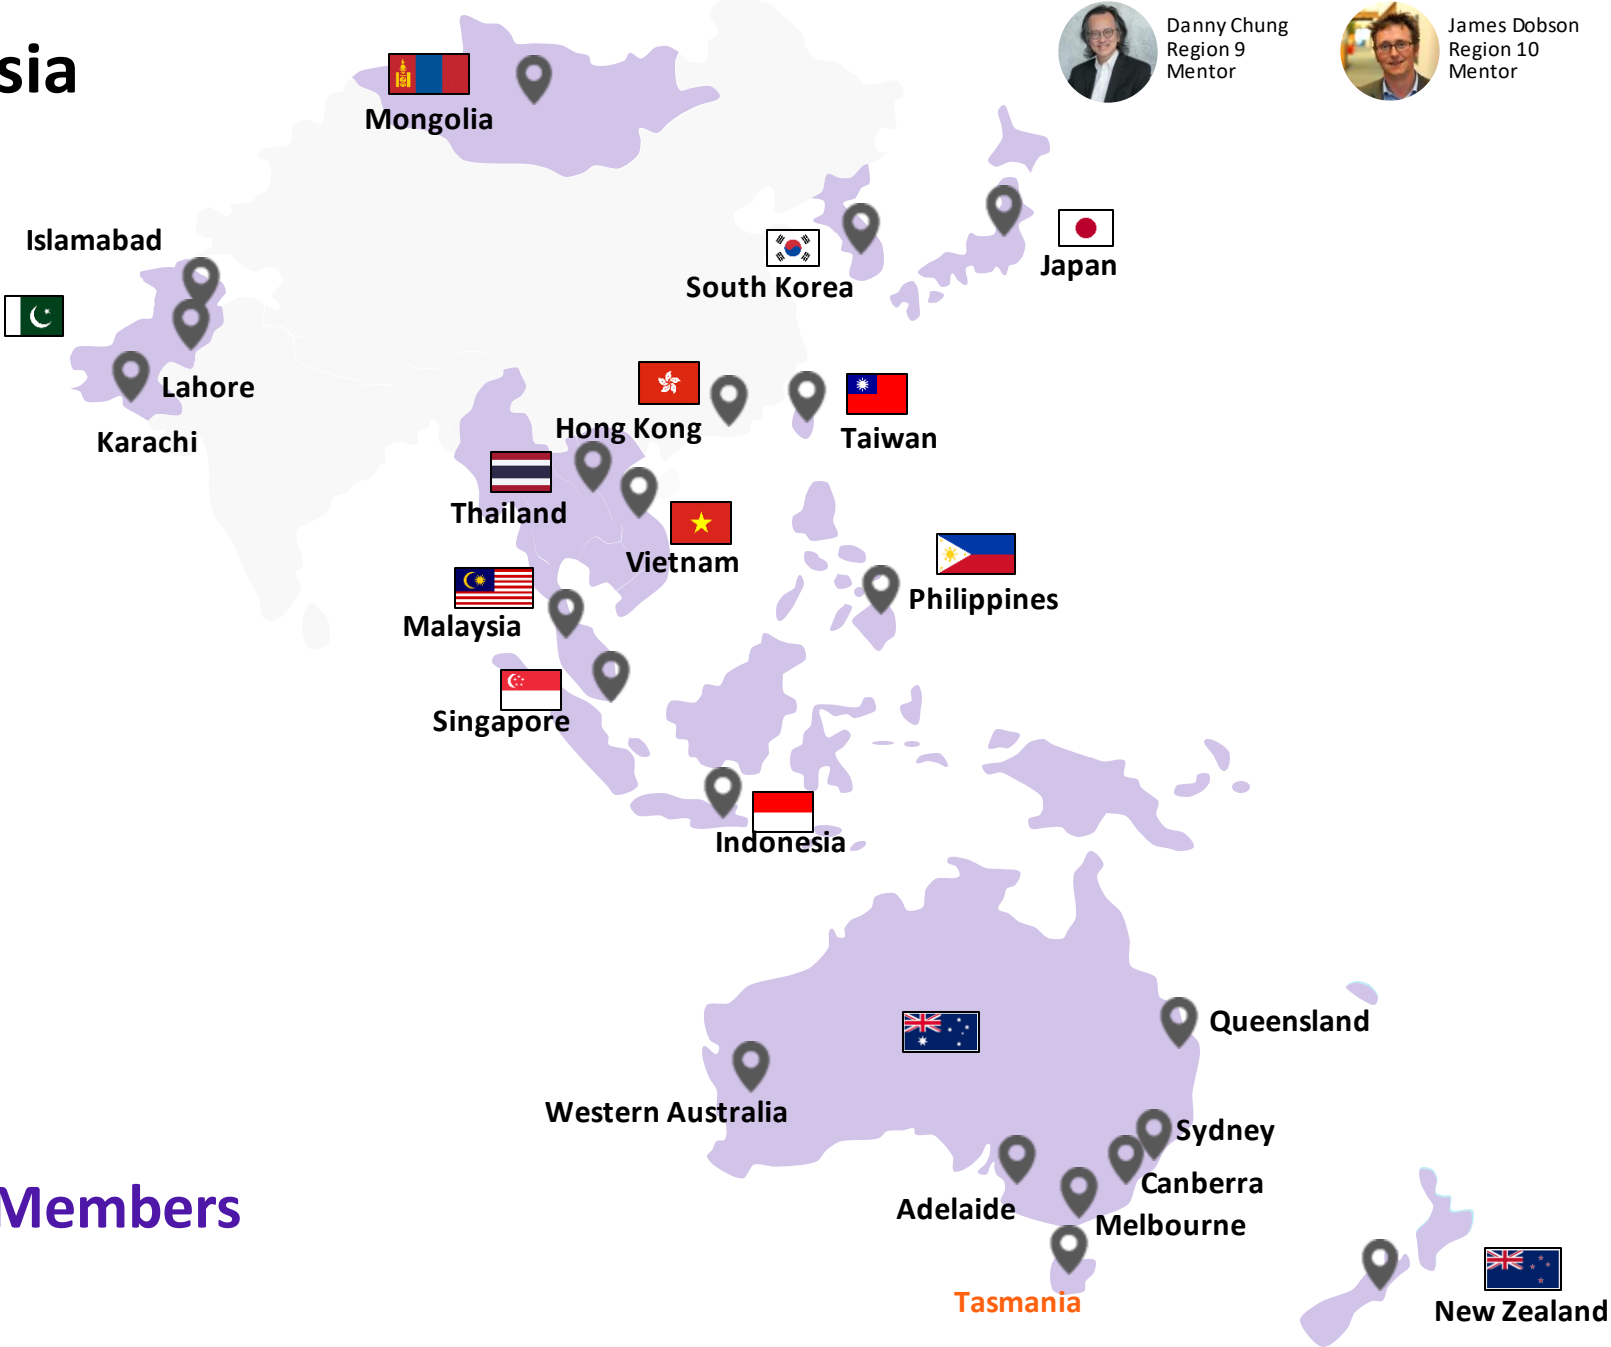 sia
Danny Chung
Region 9
Mentor
James Dobson
Region 10
Mentor
Mongolia
Islamabad
South Korea
Japan
Lahore
Karachi
Hong Kong
Taiwan
Thailand
Vietnam
Philippines
Malaysia
Singapore
Indonesia
Queensland
Western Australia
Sydney
Canberra
Adelaide
Melbourne
Members
Tasmania
New Zealand